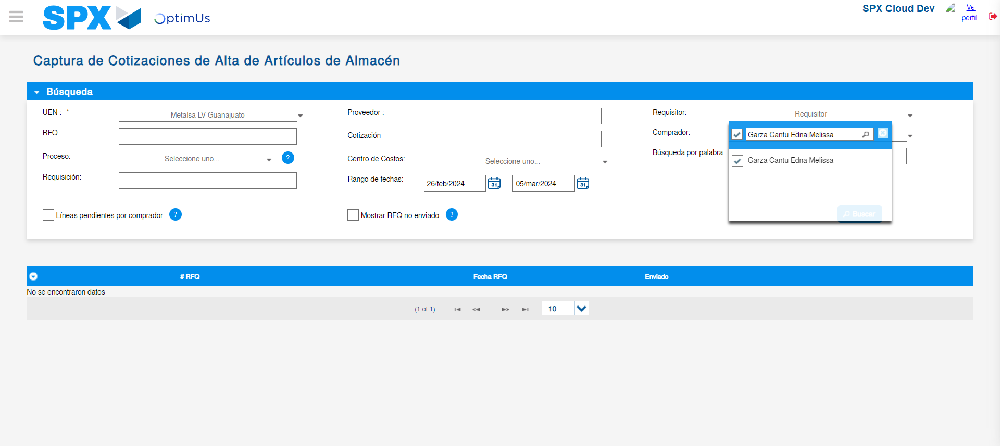 SPX
OptimUs
SPX Cloud Dev
Ve
perfil
Captura de Cotizaciones de Alta de Artículos de Almacén
Búsqueda
UEN : *
Metalsa LV Guanajuato
Proveedor :
Requisitor:
Requisitor
RFQ
Cotización
Comprador:
Garza Cantu Edna Melissa
Proceso:
Seleccione uno...
?
Centro de Costos:
Seleccione uno...
Búsqueda por palabra
Garza Cantu Edna Melissa
Requisición:
Rango de fechas:
26/feb/2024
31
05/mar/2024
31
Líneas pendientes por comprador
?
Mostrar RFQ no enviado
?
Buscar
# RFQ
Fecha RFQ
Enviado
No se encontraron datos
(1 of 1)
10